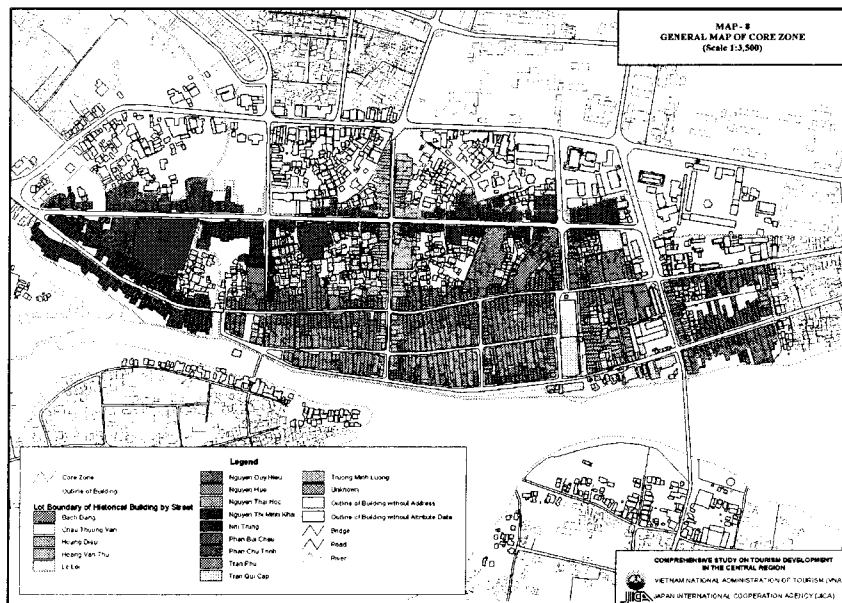 MAP - 8
GENERAL MAP OF CORE ZONE
(Scale 1:3,500)
Legend
Core Zone
Outline of Building
Lot Boundary of Historical Building by Street
Bach Dang
Chau Thuong Van
Hoang Dieu
Hoang Van Thu
Le Loi
Nguyen Duy Hieu
Nguyen Hue
Nguyen Thai Hoc
Nguyen Thi Minh Khai
Nhi Trung
Phan Boi Chau
Phan Chu Trinh
Tran Phu
Tran Qui Cap
Truong Minh Luong
Unknown
Outline of Building without Address
Outline of Building without Attribute Data
Bridge
Road
River
COMPREHENSIVE STUDY ON TOURISM DEVELOPMENT
IN THE CENTRAL REGION
VIETNAM NATIONAL ADMINISTRATION OF TOURISM (VNA
JAPAN INTERNATIONAL COOPERATION AGENCY (JICA)